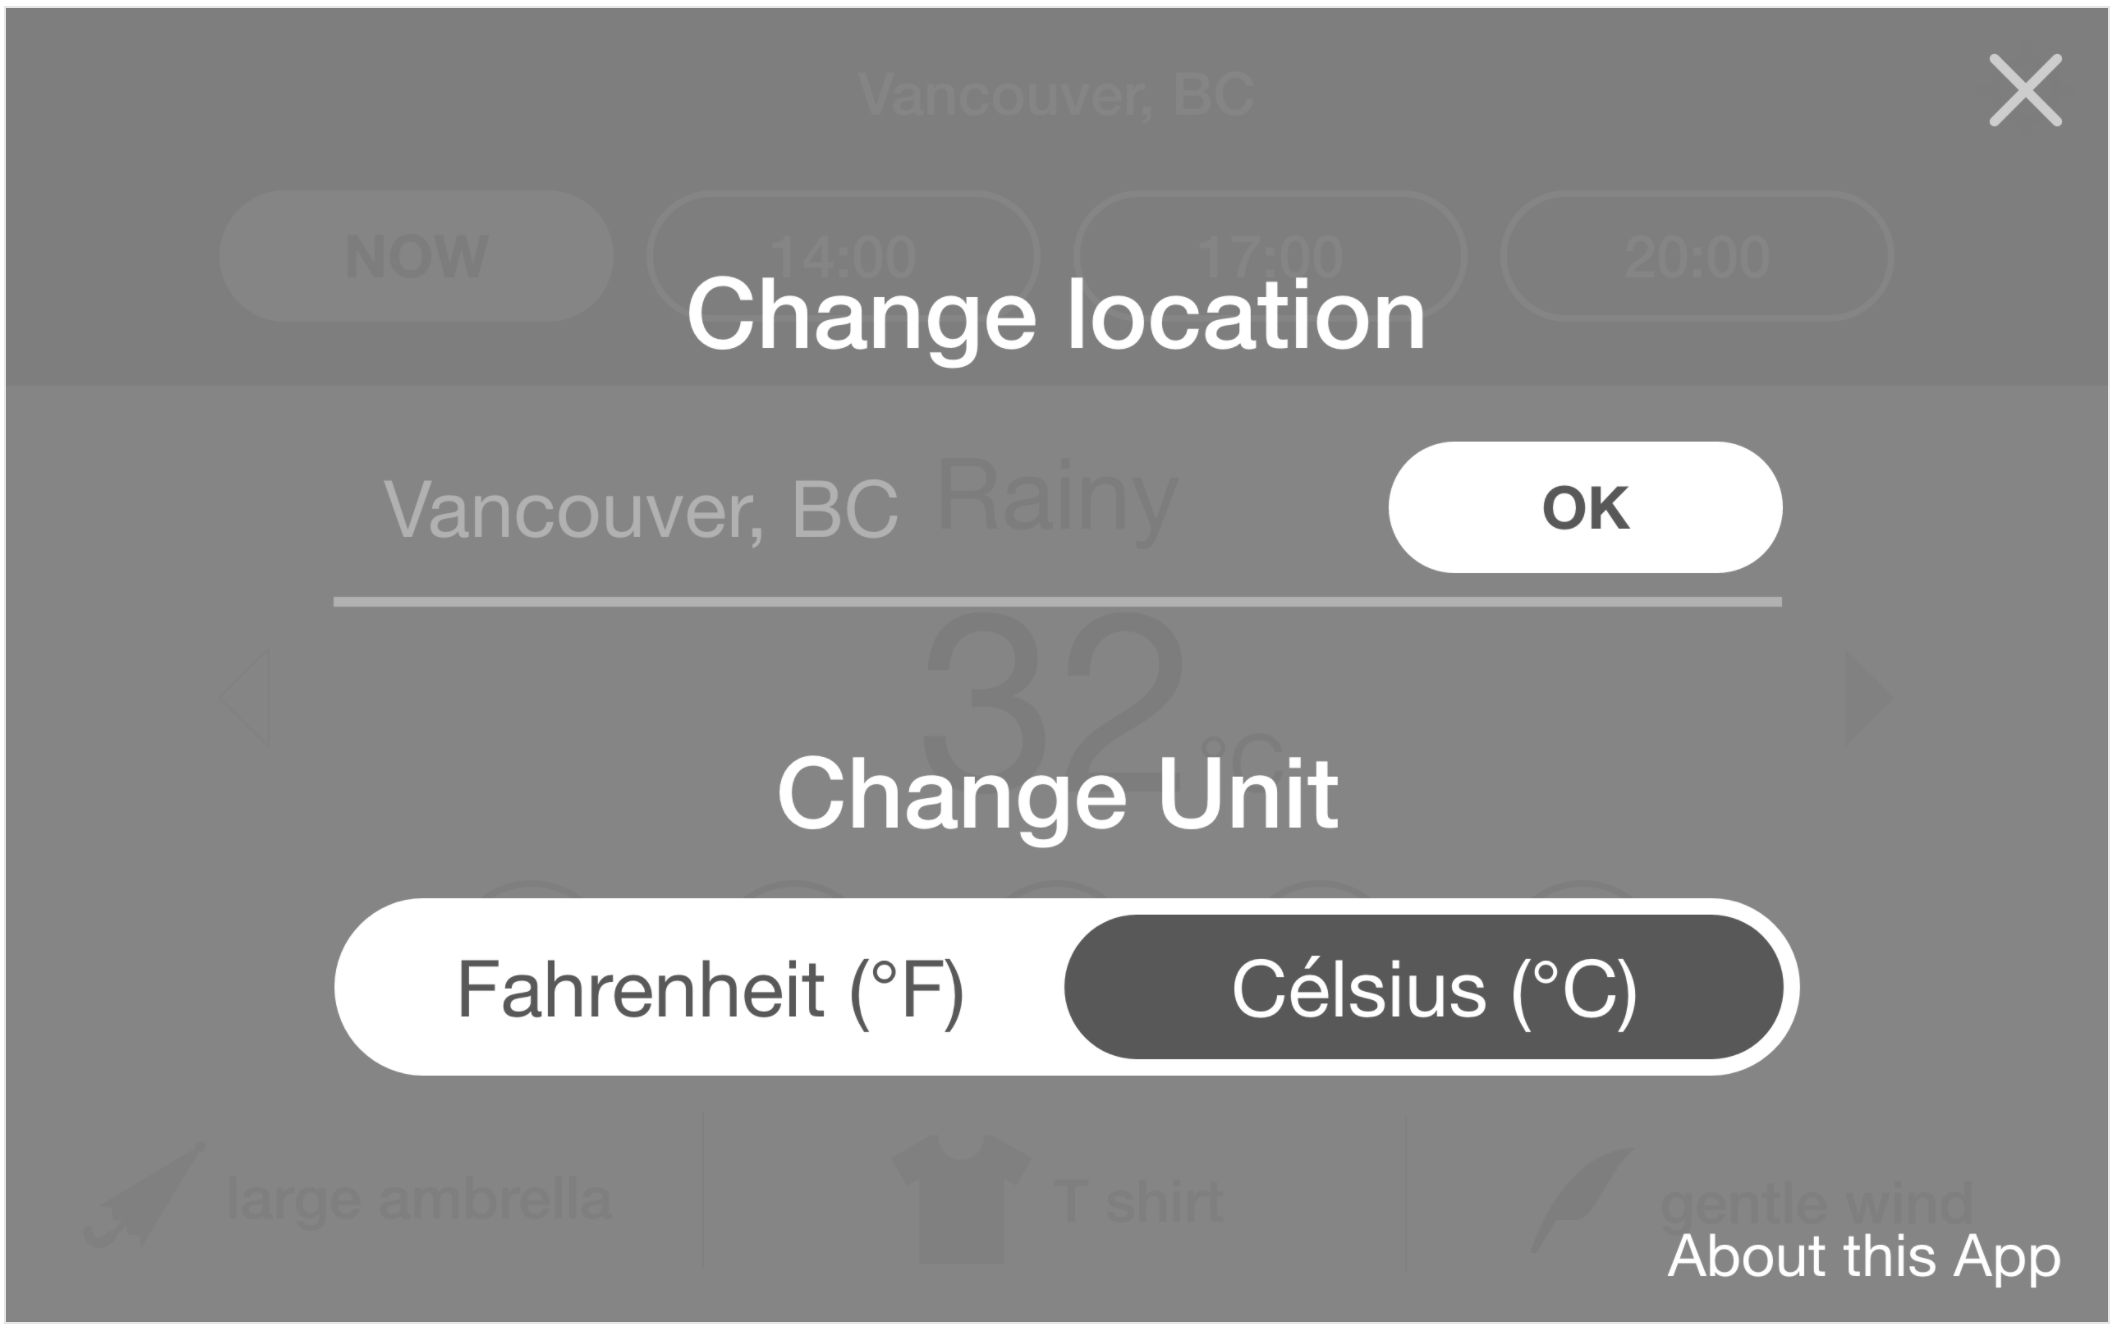 Vancouver, BC
NOW 14:00 17:00 20:00
Change location
Vancouver, BC
Rainy
OK
32 °C
Change Unit
Fahrenheit (°F) Célsius (°C)
large ambrella T shirt gentle wind
About this App